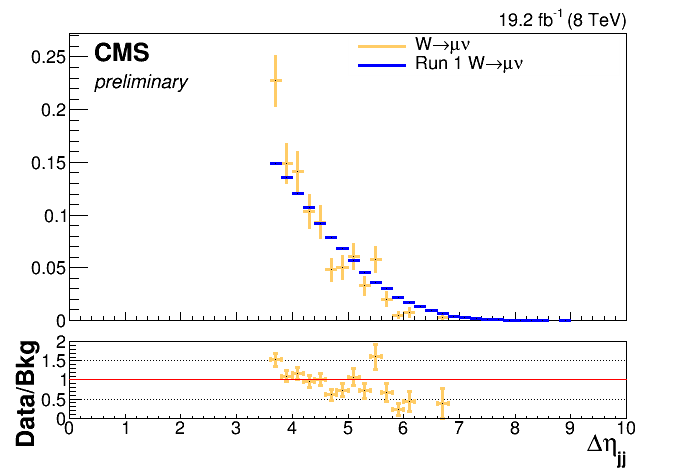 19.2 fb⁻¹ (8 TeV)
CMS
preliminary
W→μν
Run 1 W→μν
0.25
0.2
0.15
0.1
0.05
0
Data/Bkg
2
1.5
1
0.5
0
0 1 2 3 4 5 6 7 8 9 10
Δη_jj